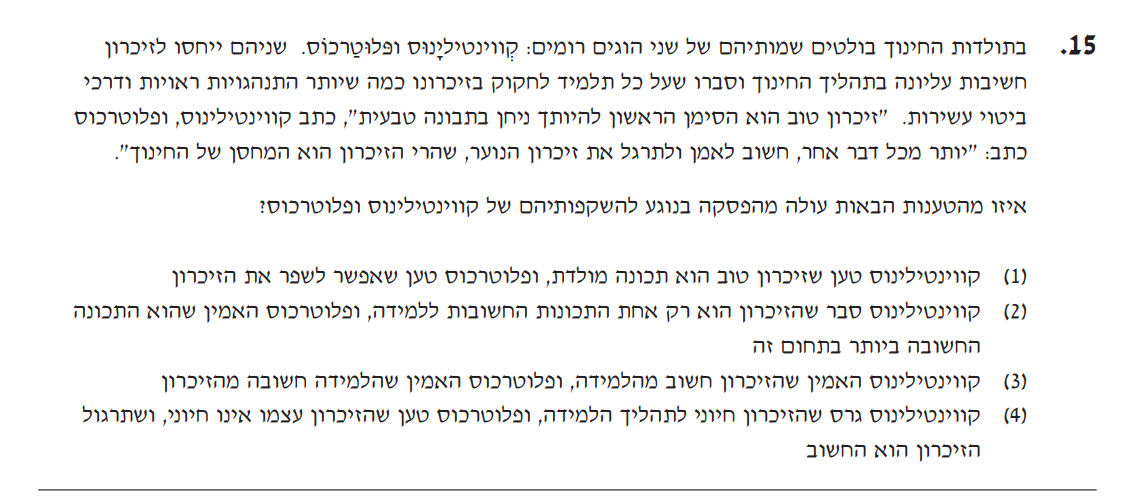 15. בתולדות החינוך בולטים שמותיהם של שני הוגים רומים: קְווינטיליָנוּס ופּלוּטַרכוֹס. שניהם ייחסו לזיכרון
חשיבות עליונה בתהליך החינוך וסברו שעל כל תלמיד לחקוק בזיכרונו כמה שיותר התנהגויות ראויות ודרכי
ביטוי עשירות. "זיכרון טוב הוא הסימן הראשון להיותך ניחן בתבונה טבעית", כתב קווינטילינוס, ופלוטרכוס
כתב: "יותר מכל דבר אחר, חשוב לאמן ולתרגל את זיכרון הנוער, שהרי הזיכרון הוא המחסן של החינוך".
איזו מהטענות הבאות עולה מהפסקה בנוגע להשקפותיהם של קווינטילינוס ופלוטרכוס?
(1) קווינטילינוס טען שזיכרון טוב הוא תכונה מולדת, ופלוטרכוס טען שאפשר לשפר את הזיכרון
(2) קווינטילינוס סבר שהזיכרון הוא רק אחת התכונות החשובות ללמידה, ופלוטרכוס האמין שהוא התכונה
החשובה ביותר בתחום זה
(3) קווינטילינוס האמין שהזיכרון חשוב מהלמידה, ופלוטרכוס האמין שהלמידה חשובה מהזיכרון
(4) קווינטילינוס גרס שהזיכרון חיוני לתהליך הלמידה, ופלוטרכוס טען שהזיכרון עצמו אינו חיוני, ושתרגול
הזיכרון הוא החשוב